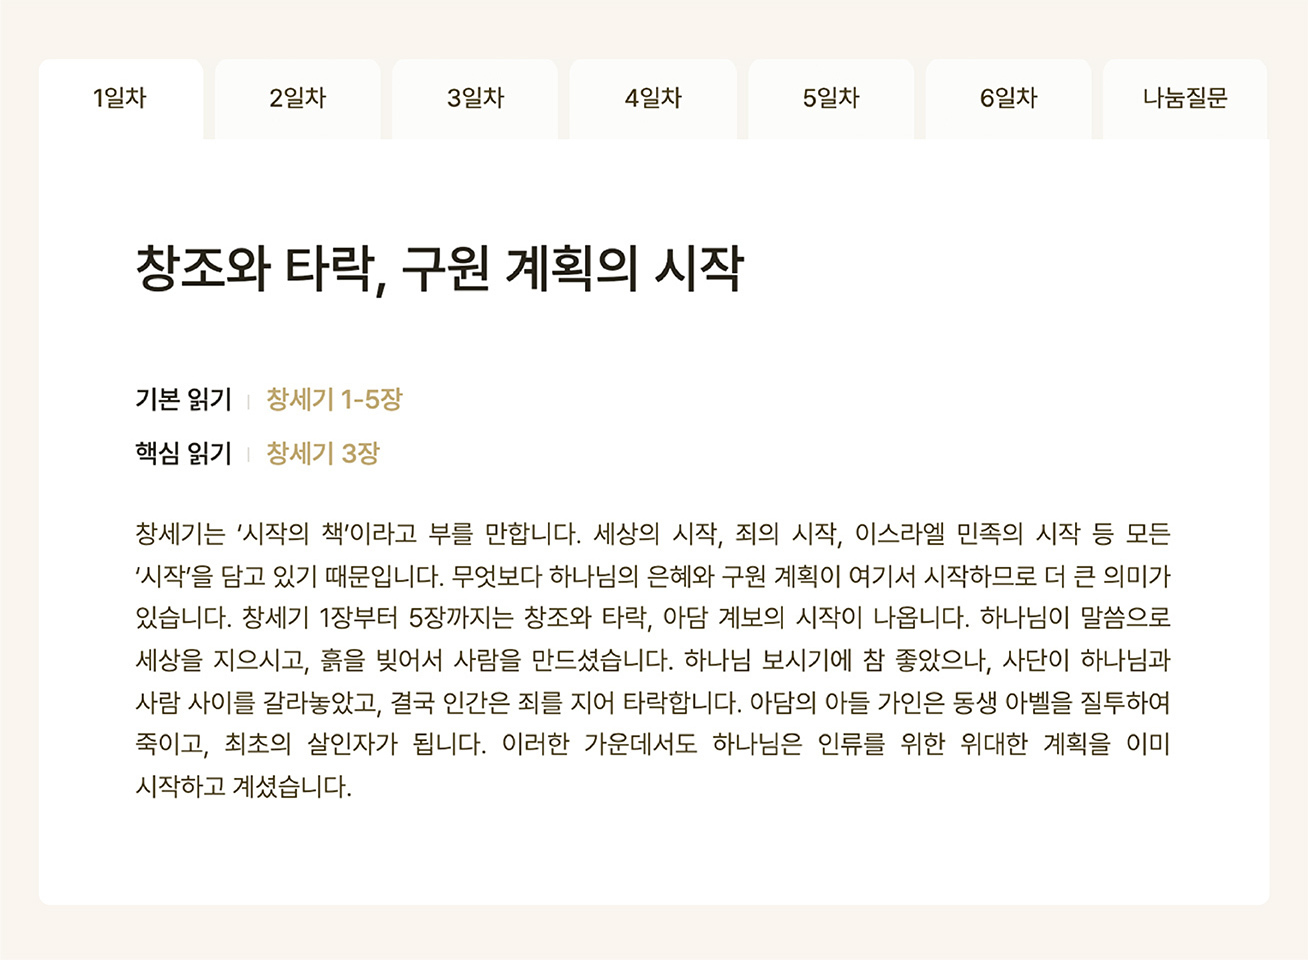 1일차 2일차 3일차 4일차 5일차 6일차 나눔질문
창조와 타락, 구원 계획의 시작
기본 읽기 | 창세기 1-5장
핵심 읽기 | 창세기 3장
창세기는 ‘시작의 책’이라고 부를 만합니다. 세상의 시작, 죄의 시작, 이스라엘 민족의 시작 등 모든
‘시작’을 담고 있기 때문입니다. 무엇보다 하나님의 은혜와 구원 계획이 여기서 시작하므로 더 큰 의미가
있습니다. 창세기 1장부터 5장까지는 창조와 타락, 아담 계보의 시작이 나옵니다. 하나님이 말씀으로
세상을 지으시고, 흙을 빚어서 사람을 만드셨습니다. 하나님 보시기에 참 좋았으나, 사단이 하나님과
사람 사이를 갈라놓았고, 결국 인간은 죄를 지어 타락합니다. 아담의 아들 가인은 동생 아벨을 질투하여
죽이고, 최초의 살인자가 됩니다. 이러한 가운데서도 하나님은 인류를 위한 위대한 계획을 이미
시작하고 계셨습니다.